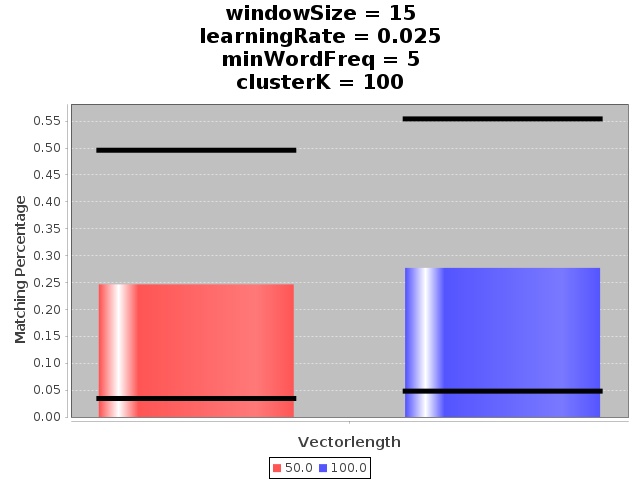 windowSize = 15
learningRate = 0.025
minWordFreq = 5
clusterK = 100
Matching Percentage
0.55
0.50
0.45
0.40
0.35
0.30
0.25
0.20
0.15
0.10
0.05
0.00
Vectorlength
50.0 100.0